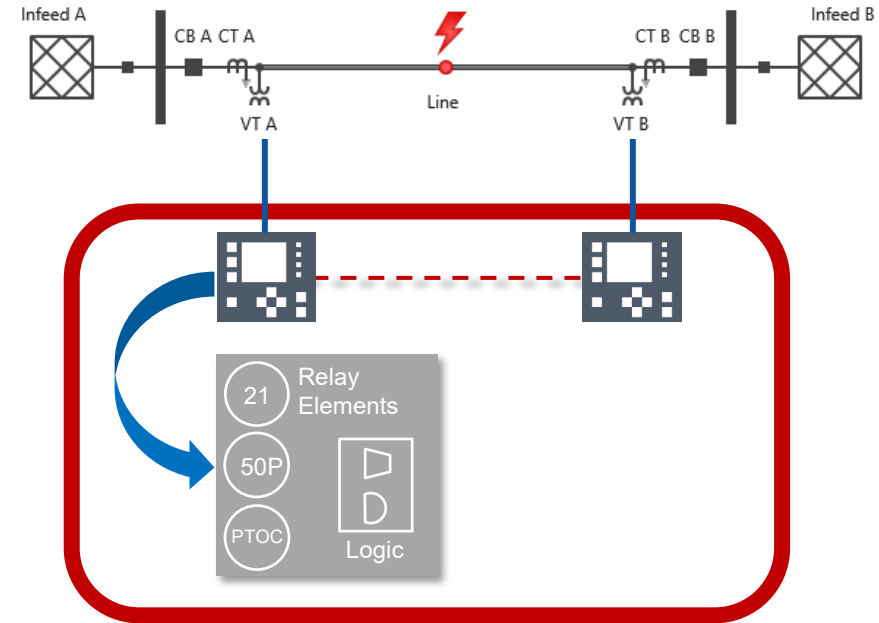 Infeed A
Infeed B
CB A CT A
CT B CB B
Line
VT A
VT B
21
Relay
Elements
50P
PTOC
Logic